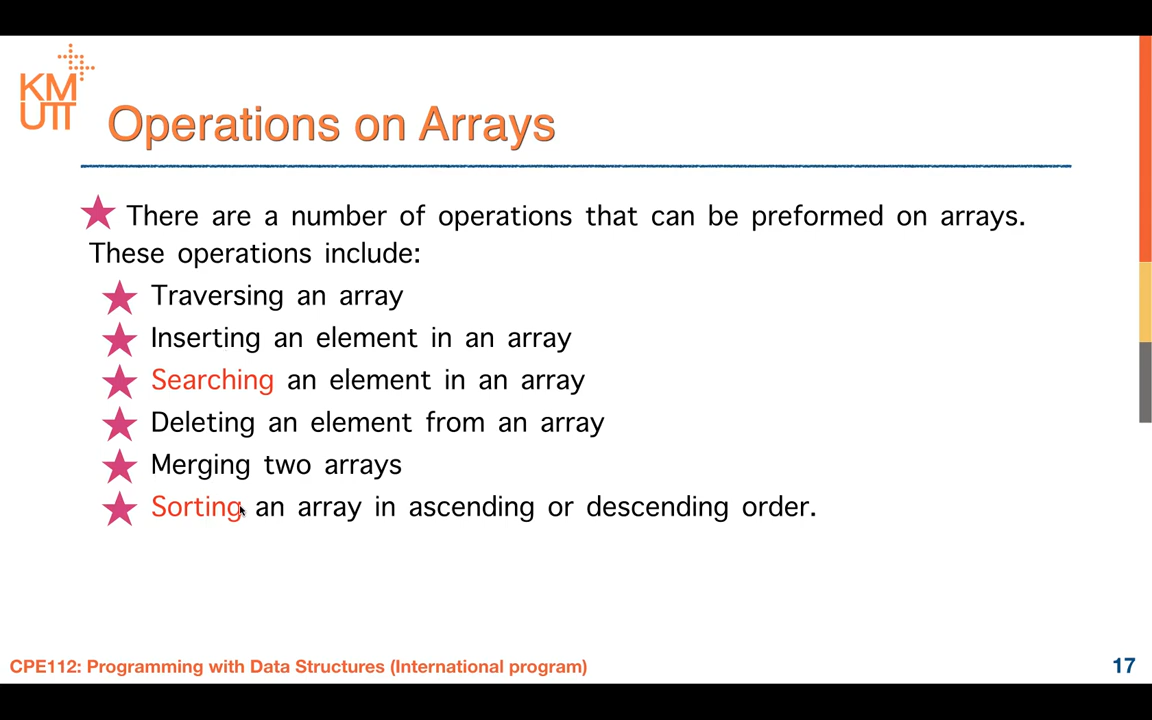 KM
UTT
Operations on Arrays
There are a number of operations that can be preformed on arrays.
These operations include:
Traversing an array
Inserting an element in an array
Searching an element in an array
Deleting an element from an array
Merging two arrays
Sorting an array in ascending or descending order.
CPE112: Programming with Data Structures (International program)
17